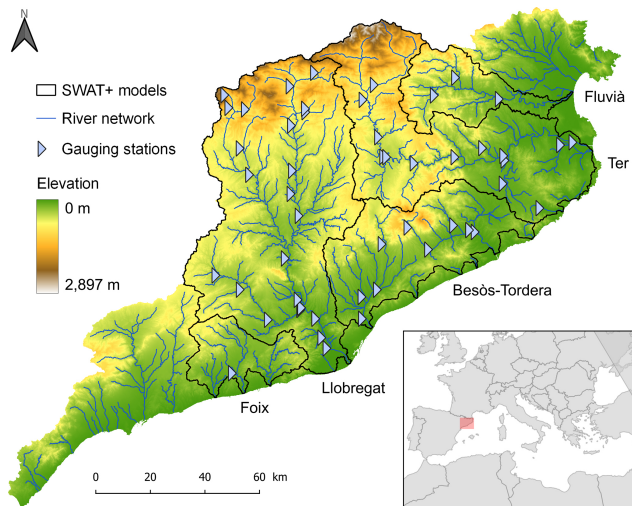 N
SWAT+ models
River network
Gauging stations
Elevation
0 m
2,897 m
Fluvià
Ter
Besòs-Tordera
Llobregat
Foix
0 20 40 60 km